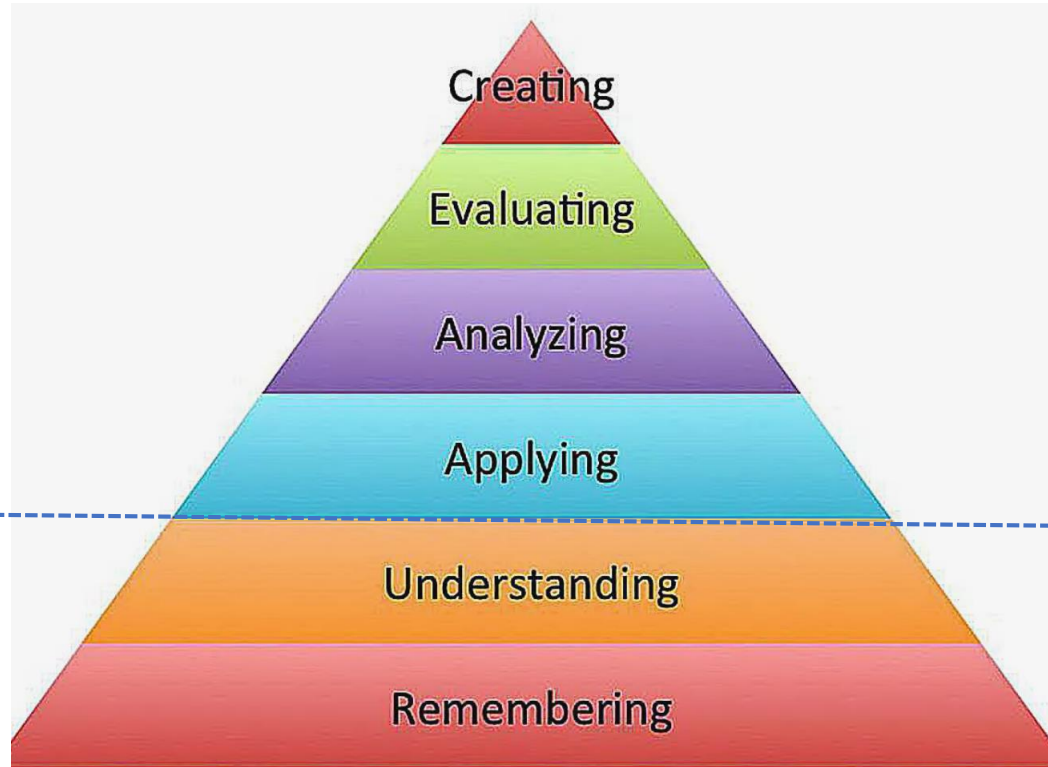 Creating
Evaluating
Analyzing
Applying
Understanding
Remembering